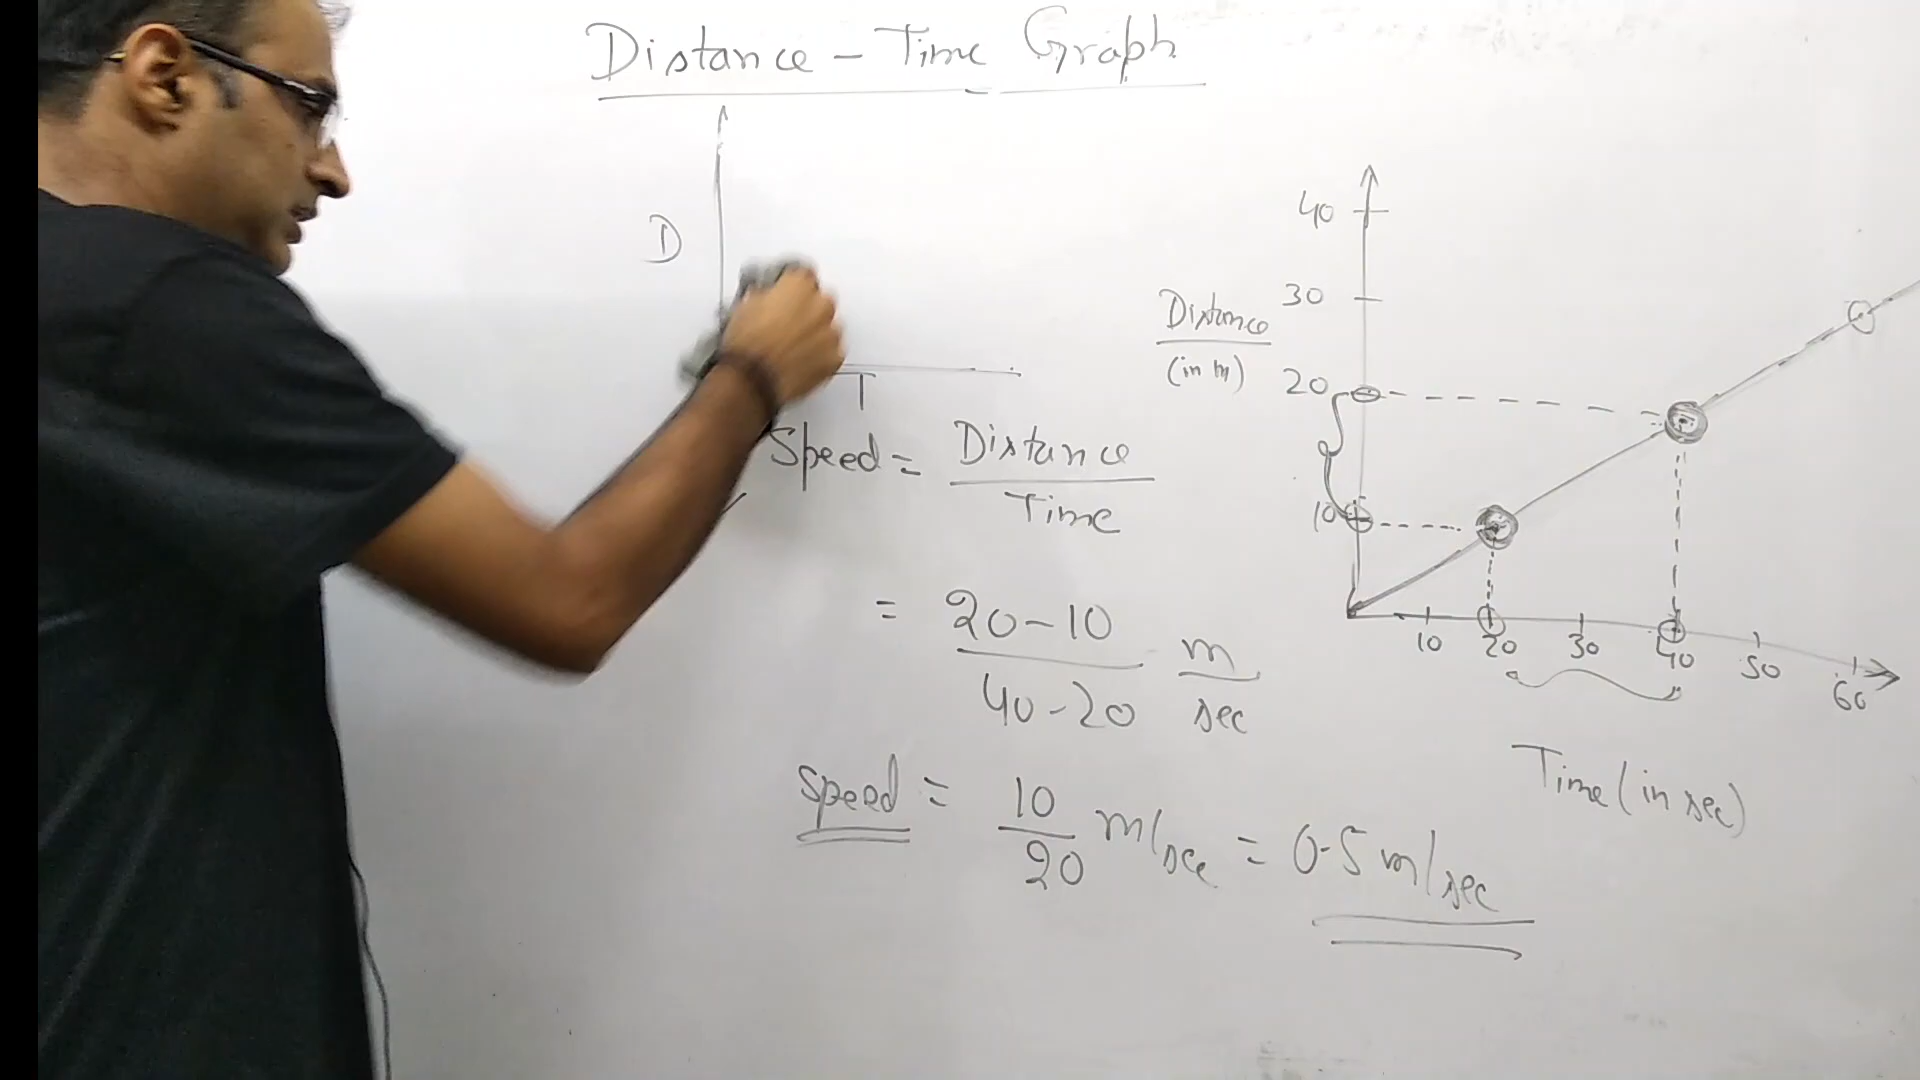 Distance - Time Graph
D
T
Speed = Distance
Time
= 20-10 m
40-20 sec
Speed = 10 m/sec = 0.5 m/sec
20
40
30
20
10
Distance
(in m)
10 20 30 40 50 60
Time (in sec)